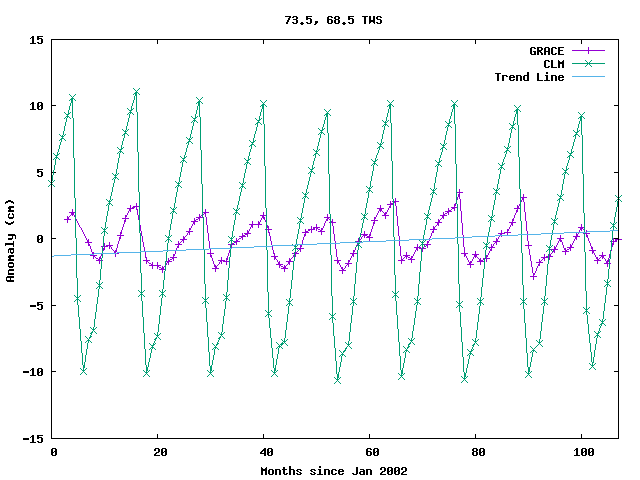 73.5, 68.5 TWS
15
GRACE
CLM
Trend Line
10
5
0
-5
-10
-15
Anomaly (cm)
0 20 40 60 80 100
Months since Jan 2002